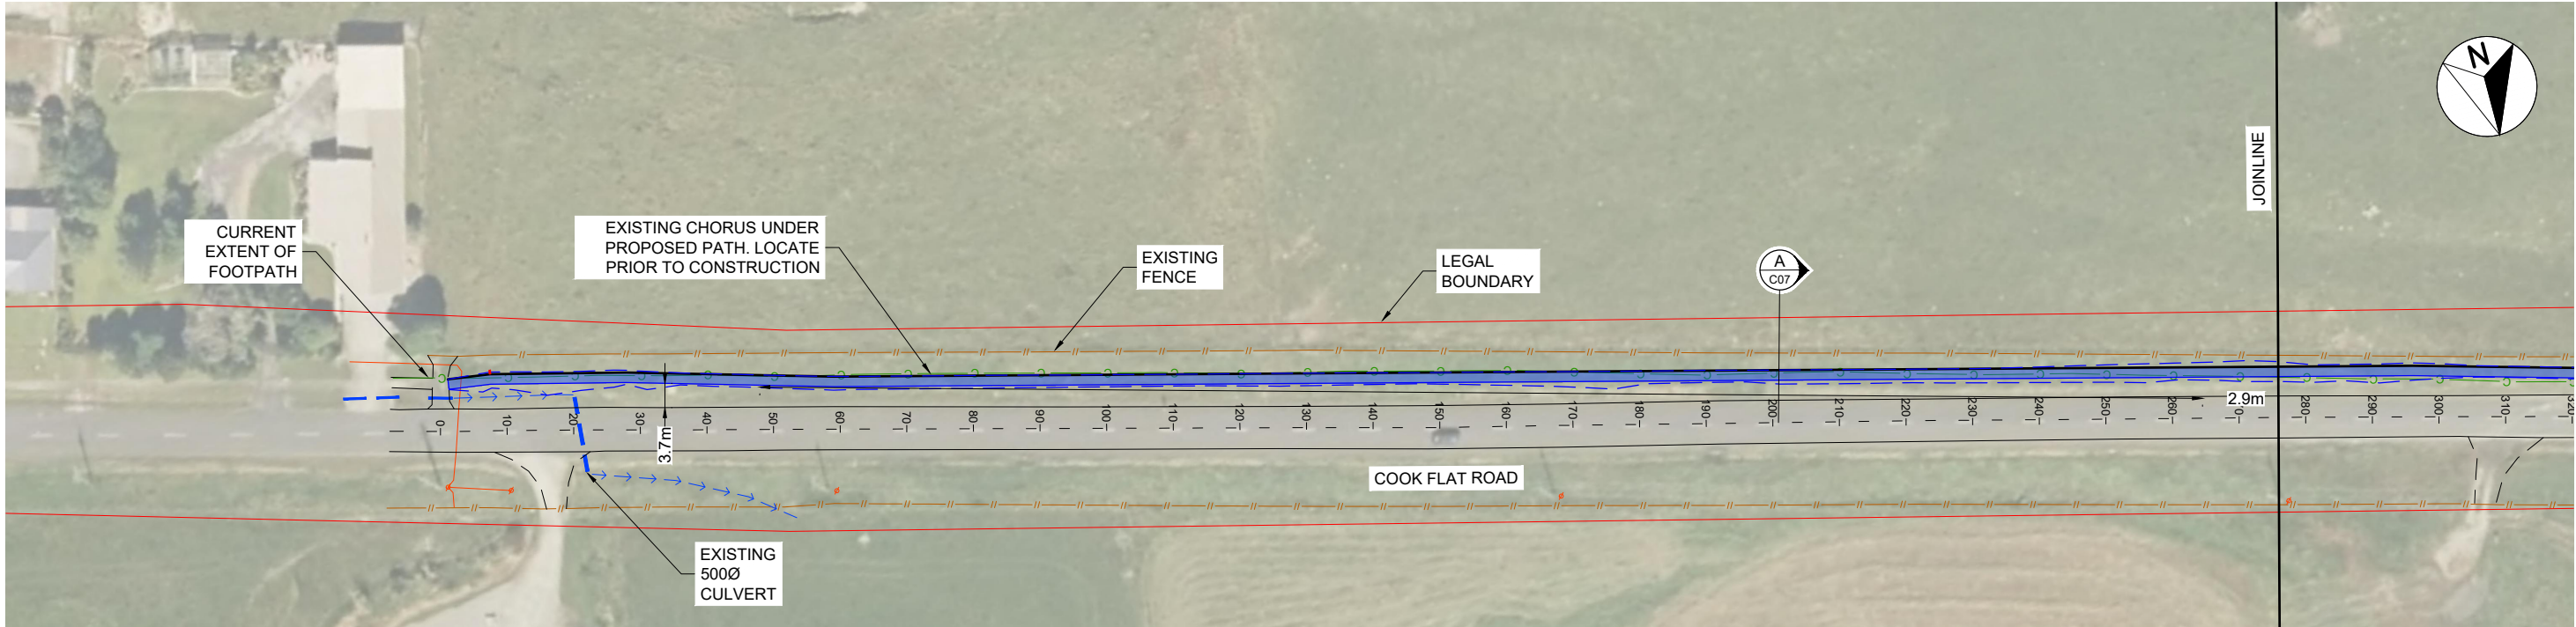 N
JOINLINE
CURRENT
EXTENT OF
FOOTPATH
EXISTING CHORUS UNDER
PROPOSED PATH. LOCATE
PRIOR TO CONSTRUCTION
EXISTING
FENCE
LEGAL
BOUNDARY
A
C07
2.9m
3.7m
0
10
20
30
40
50
60
70
80
90
100
110
120
130
140
150
160
170
180
190
200
210
220
230
240
250
260
270
280
290
300
310
320
COOK FLAT ROAD
EXISTING
500Ø
CULVERT